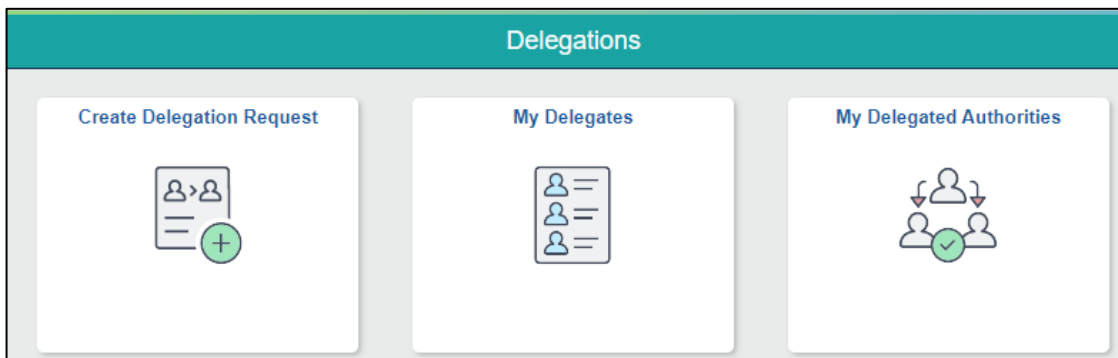 Delegations
Create Delegation Request
My Delegates
My Delegated Authorities